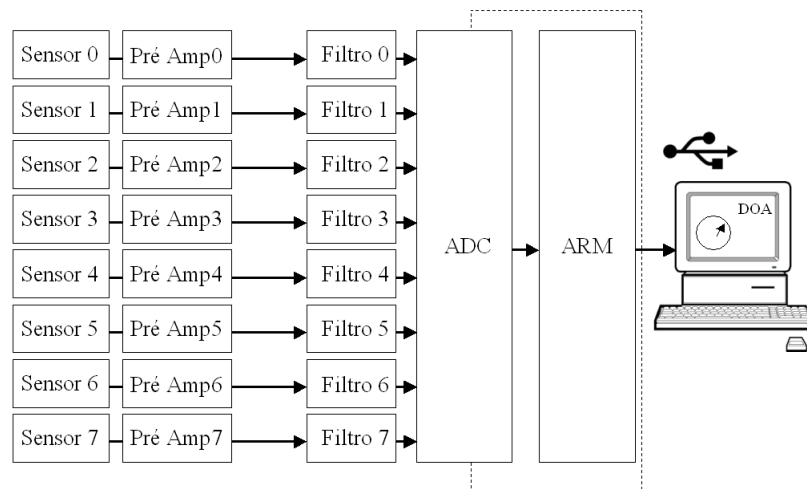 Sensor 0 Pré Amp0 Filtro 0
Sensor 1 Pré Amp1 Filtro 1
Sensor 2 Pré Amp2 Filtro 2
Sensor 3 Pré Amp3 Filtro 3
Sensor 4 Pré Amp4 Filtro 4
Sensor 5 Pré Amp5 Filtro 5
Sensor 6 Pré Amp6 Filtro 6
Sensor 7 Pré Amp7 Filtro 7
ADC
ARM
DOA